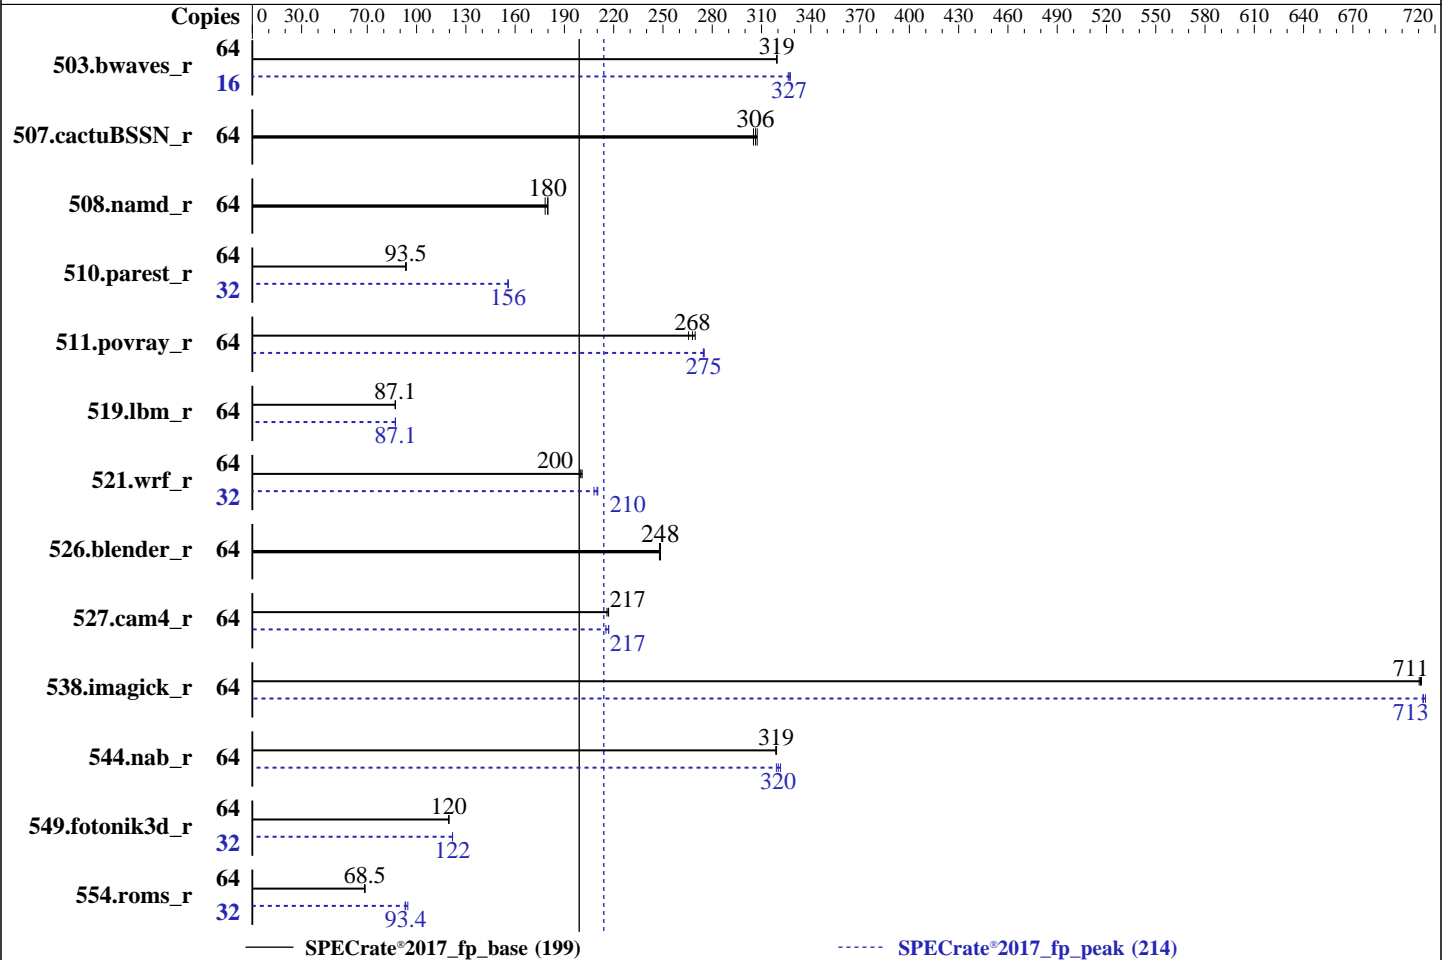 Copies 0 30.0 70.0 100 130 160 190 220 250 280 310 340 370 400 430 460 490 520 550 580 610 640 670 720
503.bwaves_r 64 319
16 327
507.cactuBSSN_r 64 306
508.namd_r 64 180
510.parest_r 64 93.5
32 156
511.povray_r 64 268
275
519.lbm_r 64 87.1
87.1
521.wrf_r 64 200
32 210
526.blender_r 64 248
527.cam4_r 64 217
217
538.imagick_r 64 711
713
544.nab_r 64 319
320
549.fotonik3d_r 64 120
32 122
554.roms_r 64 68.5
32 93.4
SPECrate®2017_fp_base (199) SPECrate®2017_fp_peak (214)